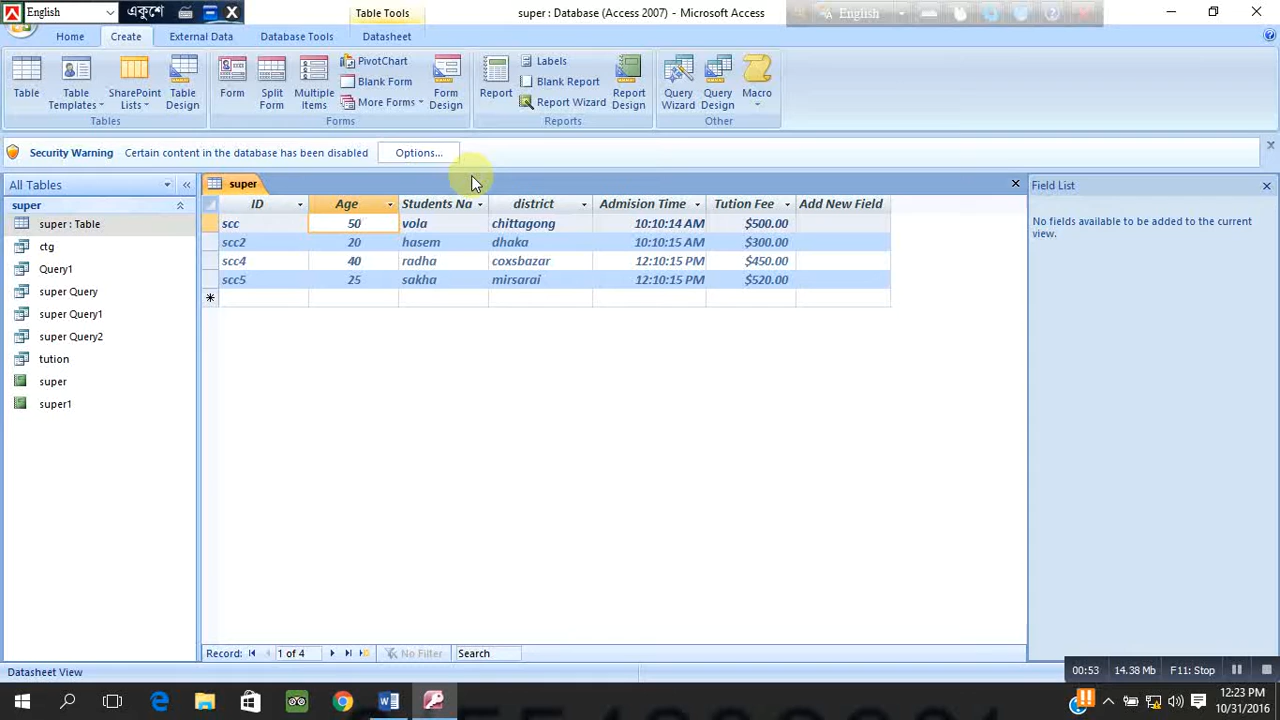 English
একুশে
Table Tools
super : Database (Access 2007) - Microsoft Access
English
Home
Create
External Data
Database Tools
Datasheet
Table
Table Templates
SharePoint Lists
Table Design
Tables
Form
Split Form
Multiple Items
PivotChart
Blank Form
More Forms
Form Design
Forms
Report
Labels
Blank Report
Report Wizard
Report Design
Reports
Query Wizard
Query Design
Macro
Other
Security Warning Certain content in the database has been disabled Options...
All Tables
super
super : Table
ctg
Query1
super Query
super Query1
super Query2
tution
super
super1
super
ID Age Students Na district Admision Time Tution Fee Add New Field
scc 50 vola chittagong 10:10:14 AM $500.00
scc2 20 hasem dhaka 10:10:15 AM $300.00
scc4 40 radha coxsbazar 12:10:15 PM $450.00
scc5 25 sakha mirsarai 12:10:15 PM $520.00
Field List
No fields available to be added to the current
view.
Record: 1 of 4 No Filter Search
Datasheet View
00:53 14.38 Mb F11: Stop
12:23 PM
10/31/2016